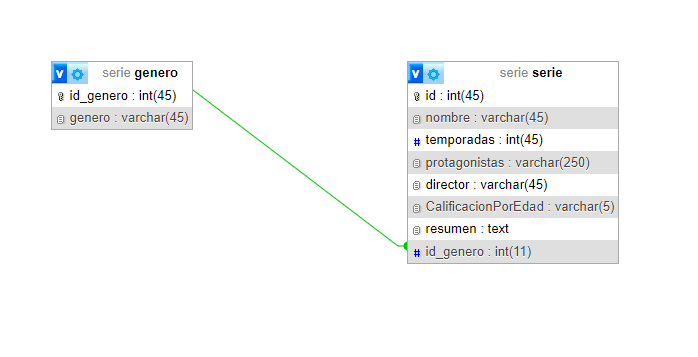 v serie genero
id_genero : int(45)
genero : varchar(45)
v serie serie
id : int(45)
nombre : varchar(45)
# temporadas : int(45)
protagonistas : varchar(250)
director : varchar(45)
CalificacionPorEdad : varchar(5)
resumen : text
# id_genero : int(11)